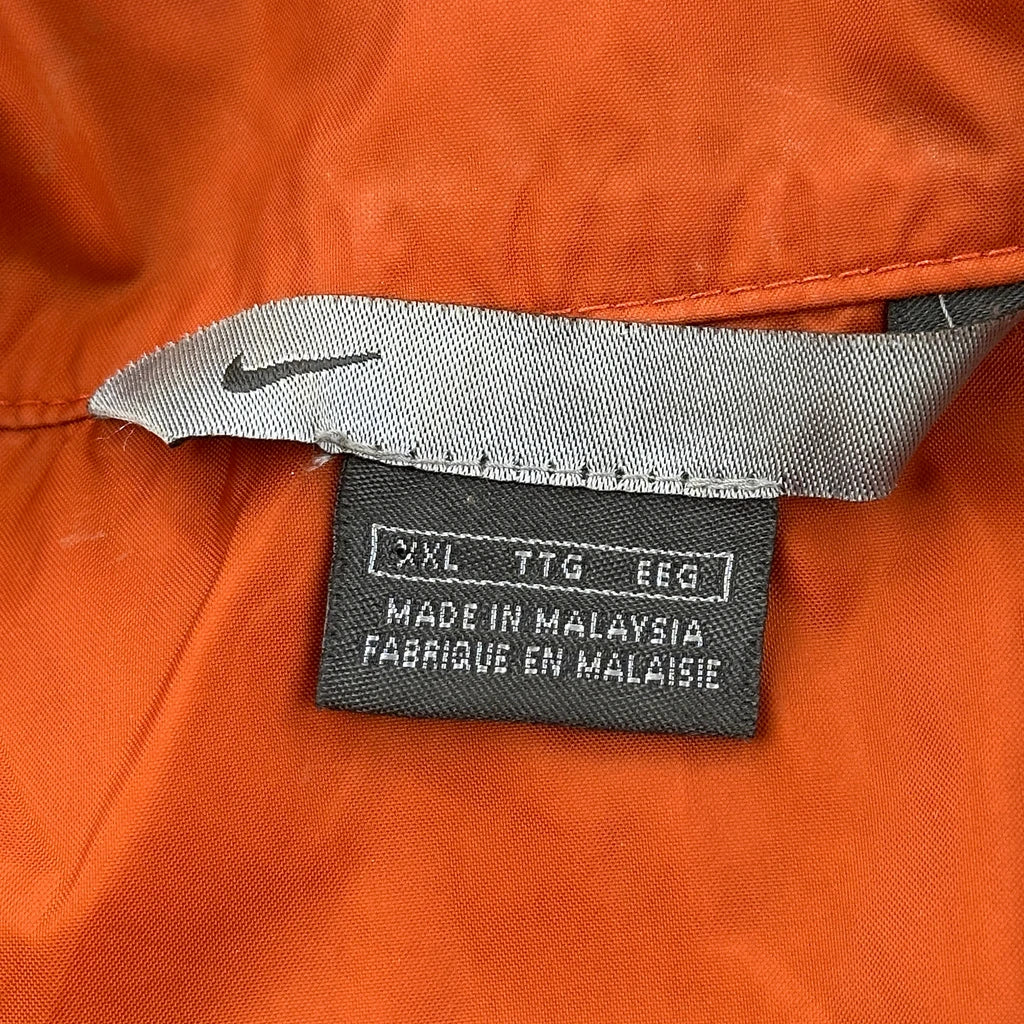 XXL TTG EEG
MADE IN MALAYSIA
FABRIQUE EN MALAISIE